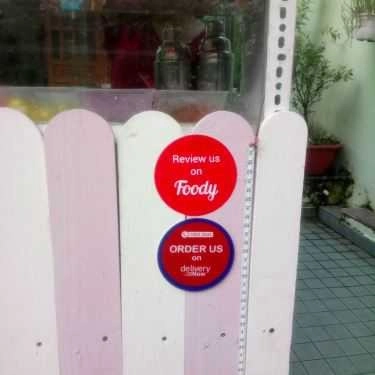 Review us
on
Foody
ORDER US
on
delivery
Now